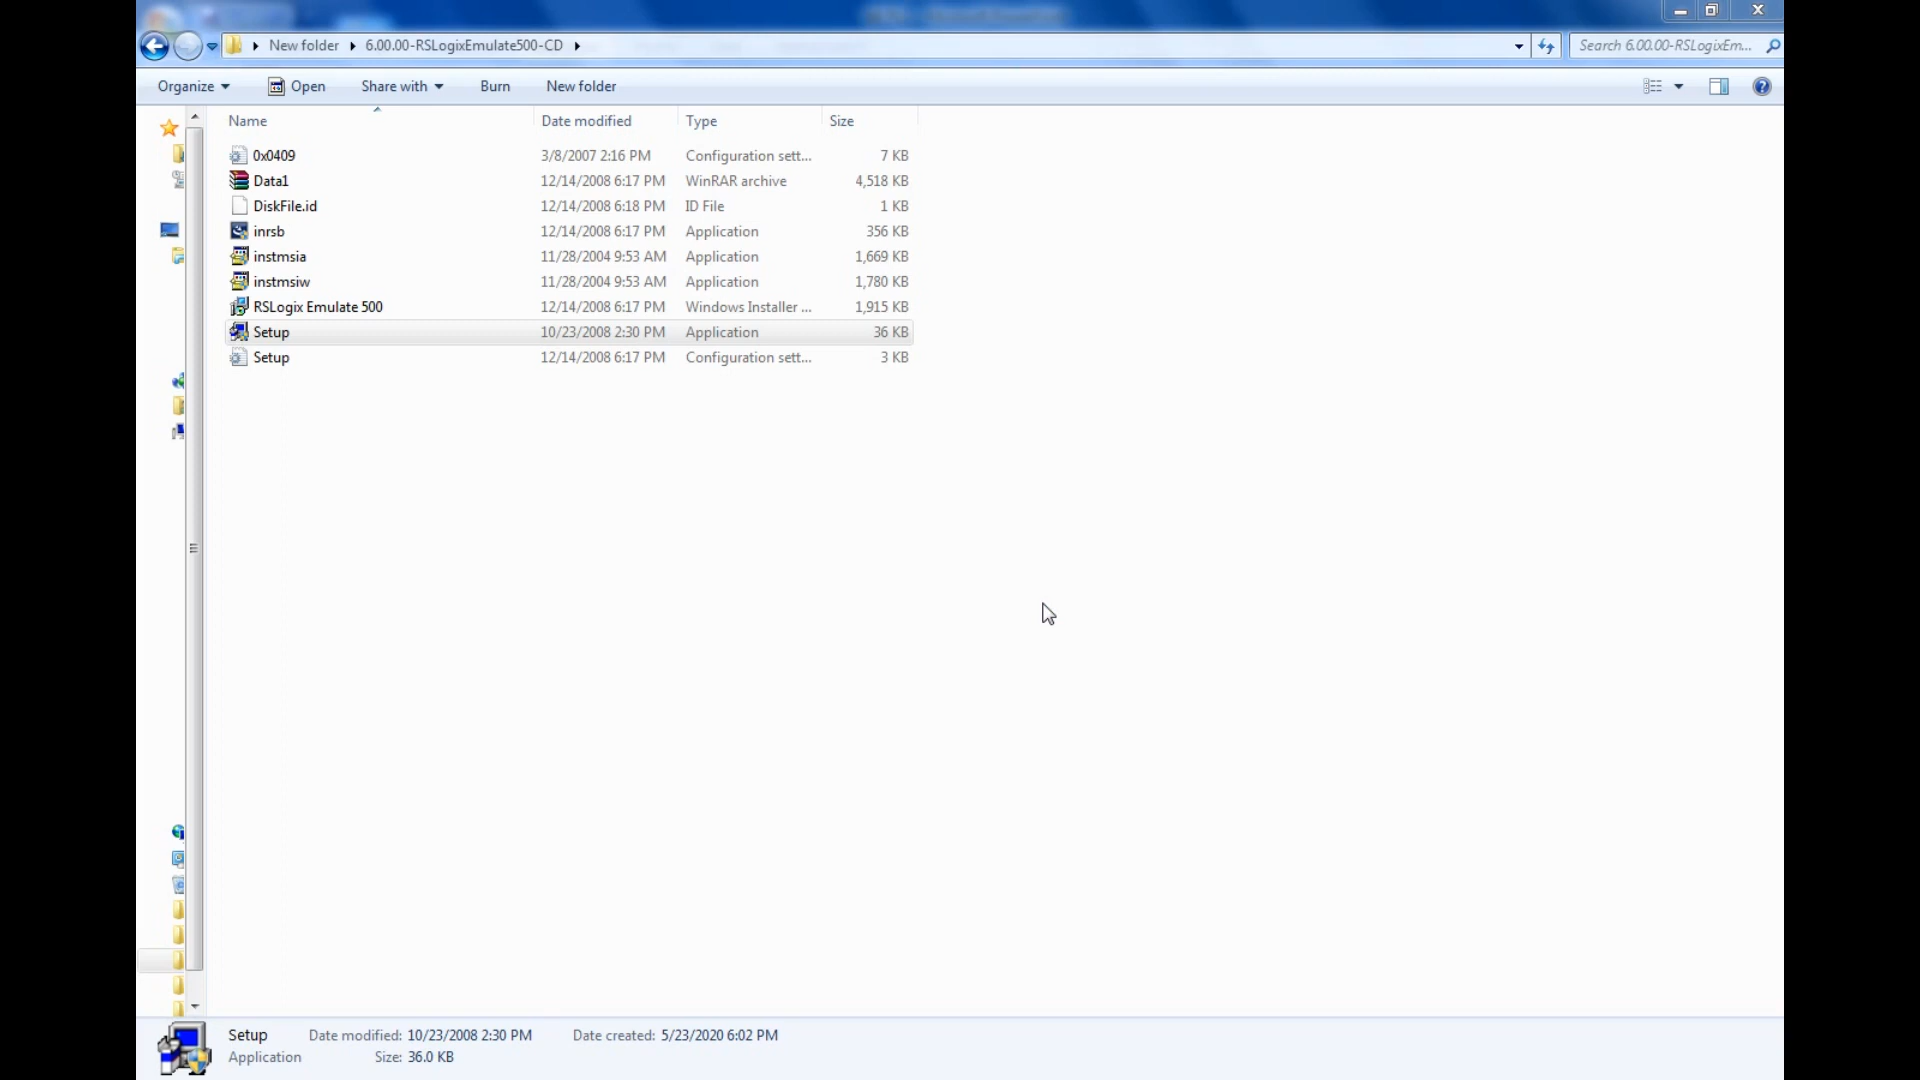 New folder 6.00.00-RSLogixEmulate500-CD Search 6.00.00-RSLogixEm...
Organize Open Share with Burn New folder
Name Date modified Type Size
0x0409 3/8/2007 2:16 PM Configuration sett... 7 KB
Data1 12/14/2008 6:17 PM WinRAR archive 4,518 KB
DiskFile.id 12/14/2008 6:18 PM ID File 1 KB
inrsb 12/14/2008 6:17 PM Application 356 KB
instmsia 11/28/2004 9:53 AM Application 1,669 KB
instmsiw 11/28/2004 9:53 AM Application 1,780 KB
RSLogix Emulate 500 12/14/2008 6:17 PM Windows Installer ... 1,915 KB
Setup 10/23/2008 2:30 PM Application 36 KB
Setup 12/14/2008 6:17 PM Configuration sett... 3 KB
Setup Date modified: 10/23/2008 2:30 PM Date created: 5/23/2020 6:02 PM
Application Size: 36.0 KB